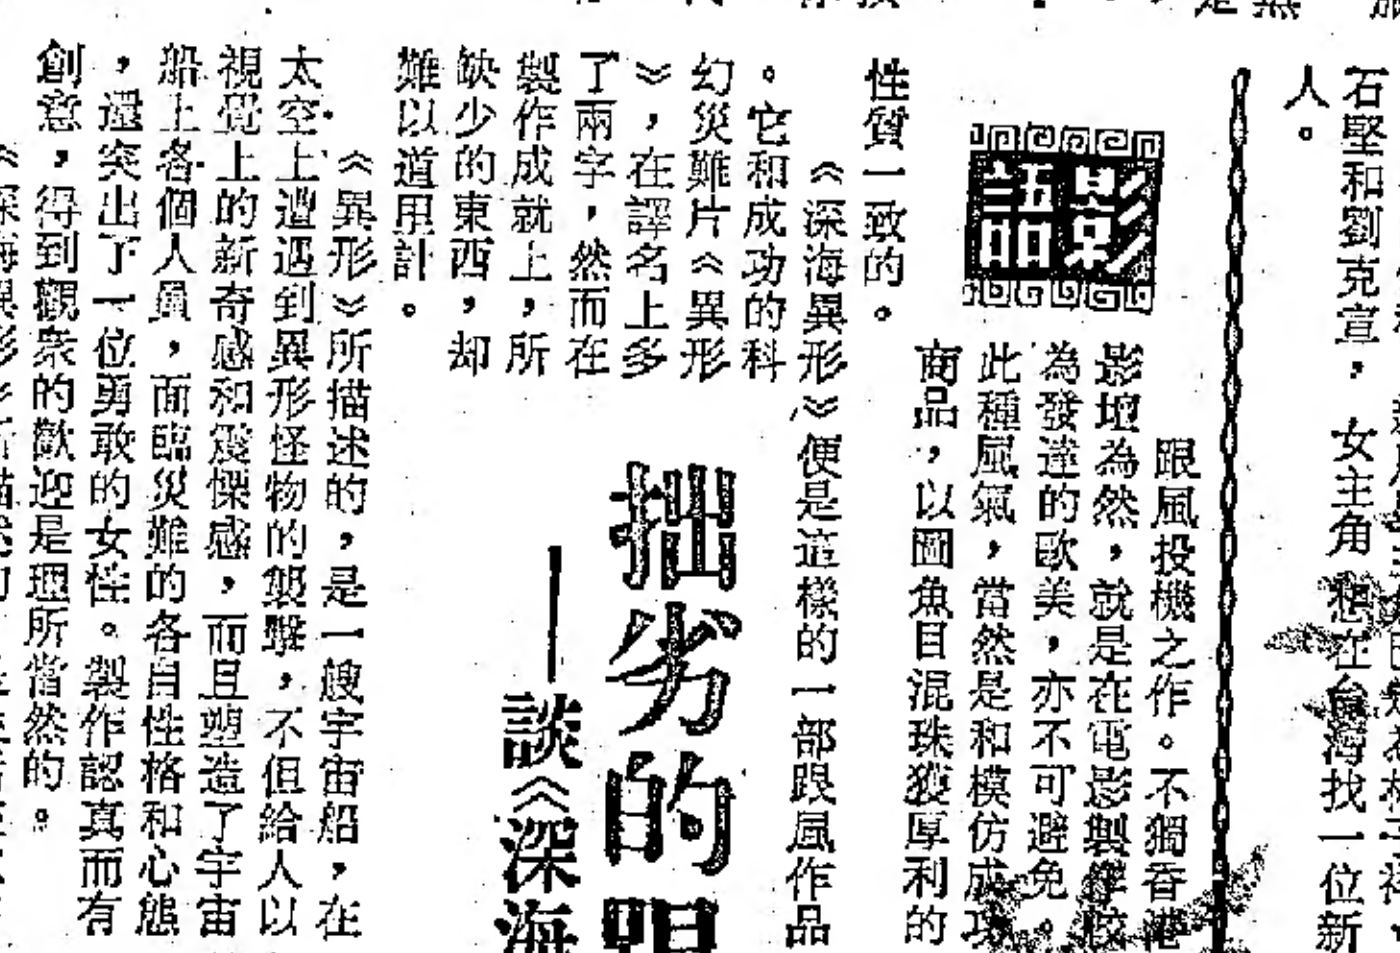 石堅和劉克宣，
女主角
找一位新
人。
影語
跟風投機之作。不獨香港
影壇為然，就是在電影製作較
為發達的歐美，亦不可避免。
此種風氣，當然是和模仿成功
商品，以圖魚目混珠獲厚利的
性質一致的。
《深海異形》便是這樣的一部跟風作品
。它和成功的科
幻災難片《異形
》，在譯名上多
了兩字，然而在
製作成就上，所
缺少的東西，却
難以道里計。
拙劣的跟
——談《深海
《異形》所描述的，是一艘宇宙船，在
太空上遭遇到異形怪物的襲擊，不但給人以
視覺上的新奇感和震慄感，而且塑造了宇宙
船上各個人員，面臨災難的各自性格和心態
，還突出了一位勇敢的女性。製作認真而有
創意，得到觀眾的歡迎是理所當然的。